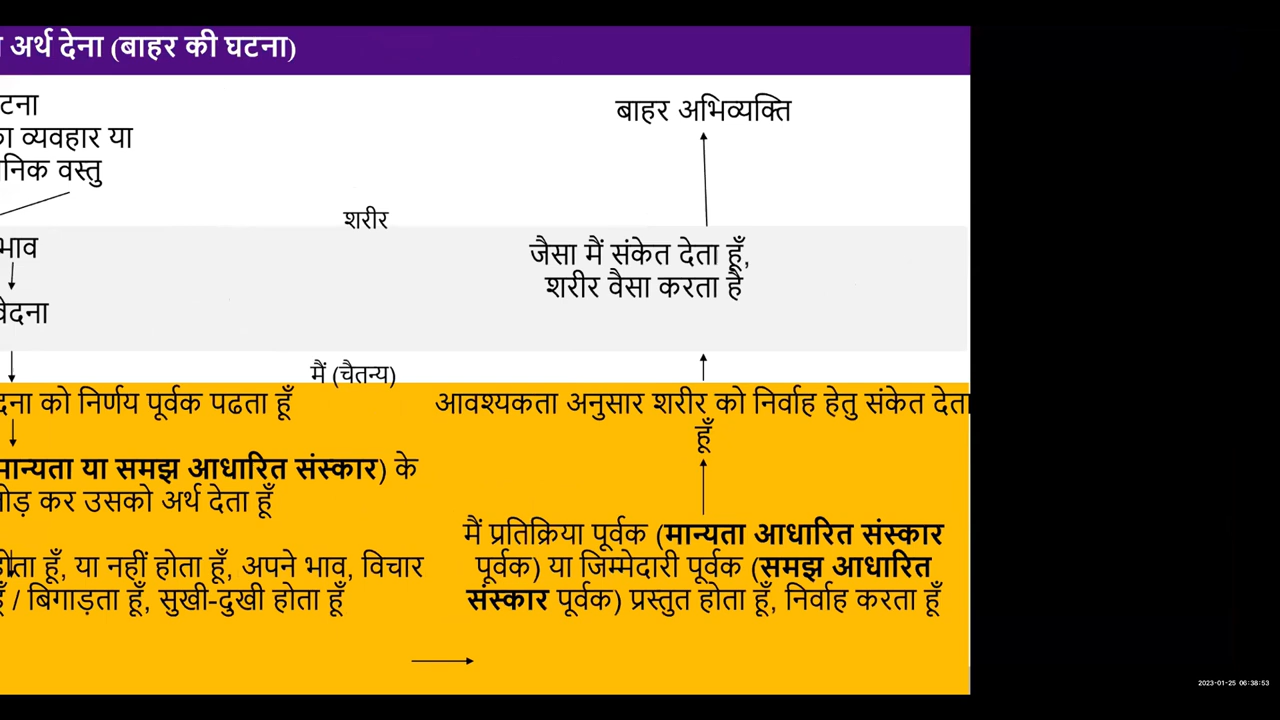 अर्थ देना (बाहर की घटना)
टना
का व्यवहार या
निक वस्तु
भाव
वेदना
दना को निर्णय पूर्वक पढता हूँ
मान्यता या समझ आधारित संस्कार) के
ोड़ कर उसको अर्थ देता हूँ
होता हूँ, या नहीं होता हूँ, अपने भाव, विचार
हूँ / बिगाड़ता हूँ, सुखी-दुखी होता हूँ
शरीर
मैं (चैतन्य)
बाहर अभिव्यक्ति
जैसा मैं संकेत देता हूँ,
शरीर वैसा करता है
आवश्यकता अनुसार शरीर को निर्वाह हेतु संकेत देता
हूँ
मैं प्रतिक्रिया पूर्वक (मान्यता आधारित संस्कार
पूर्वक) या जिम्मेदारी पूर्वक (समझ आधारित
संस्कार पूर्वक) प्रस्तुत होता हूँ, निर्वाह करता हूँ
2023-01-25 06:38:53